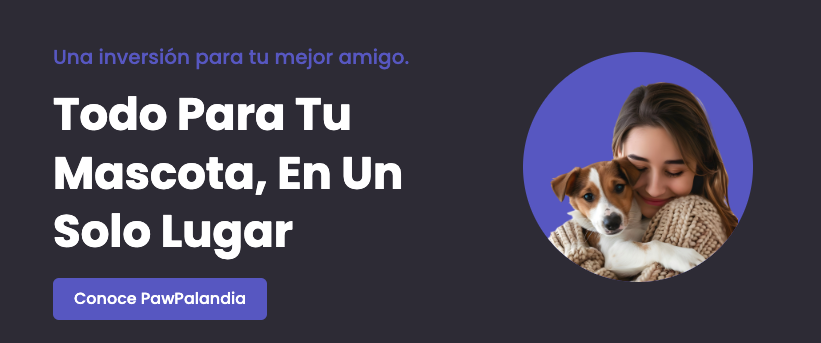 Una inversión para tu mejor amigo.
Todo Para Tu
Mascota, En Un
Solo Lugar
Conoce PawPalandia